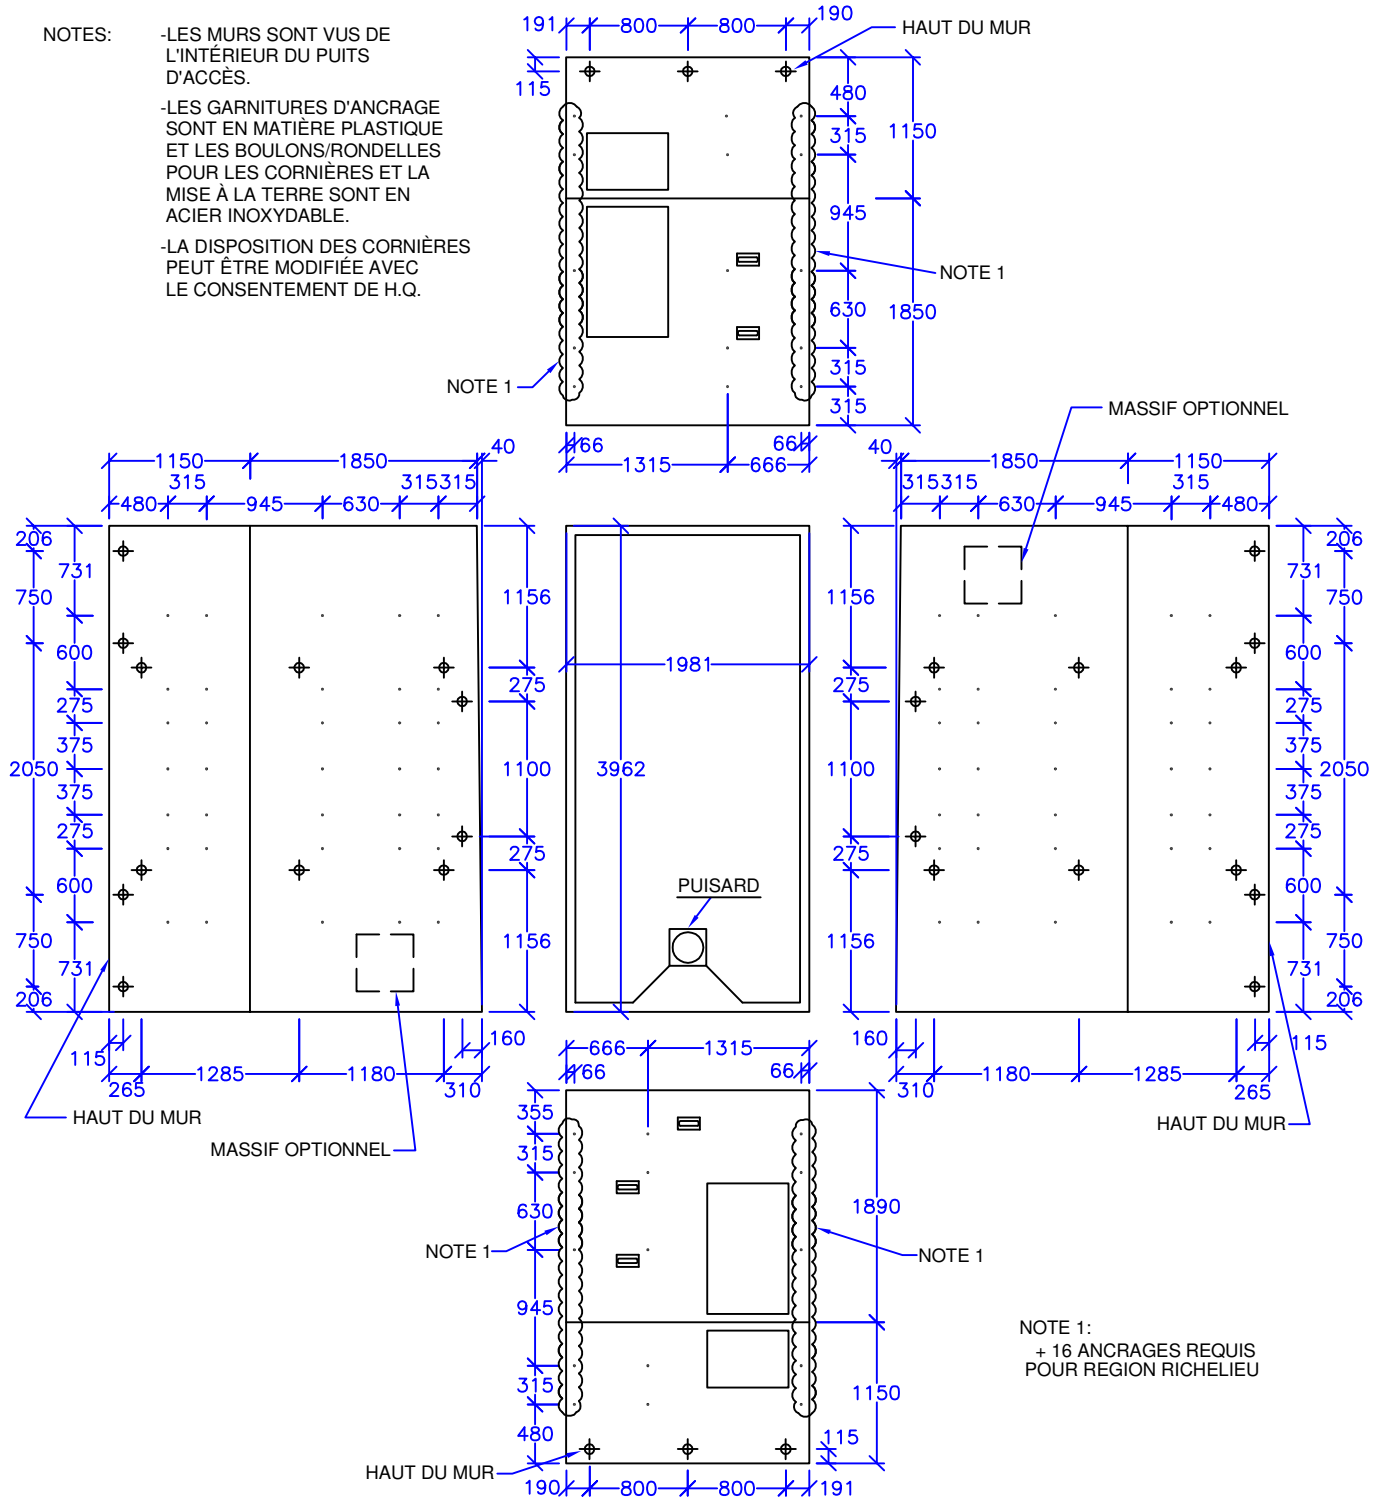 NOTES:
-LES MURS SONT VUS DE
L'INTÉRIEUR DU PUITS
D'ACCÈS.
-LES GARNITURES D'ANCRAGE
SONT EN MATIÈRE PLASTIQUE
ET LES BOULONS/RONDELLES
POUR LES CORNIÈRES ET LA
MISE À LA TERRE SONT EN
ACIER INOXYDABLE.
-LA DISPOSITION DES CORNIÈRES
PEUT ÊTRE MODIFIÉE AVEC
LE CONSENTEMENT DE H.Q.
191 800 800 190
HAUT DU MUR
115
480
315
1150
945
NOTE 1
630
1850
315
315
NOTE 1
66 66
1315 666
MASSIF OPTIONNEL
1150 1850 40
315 315 315
480 945 630
206
731
750
600
275
375
2050
375
275
600
750
731
206
1156
275
1100
275
1156
115
265 1285 1180 310
160
HAUT DU MUR
MASSIF OPTIONNEL
1981
3962
PUISARD
40 1850 1150
315 315 315
630 945 480
1156
275
1100
275
1156
206
731
750
600
275
375
2050
375
275
600
750
731
206
160
310 1180 1285 265
115
HAUT DU MUR
666 1315
66 66
355
315
630
1890
NOTE 1
NOTE 1
945
315
1150
480
115
HAUT DU MUR
190 800 800 191
NOTE 1:
+ 16 ANCRAGES REQUIS
POUR REGION RICHELIEU